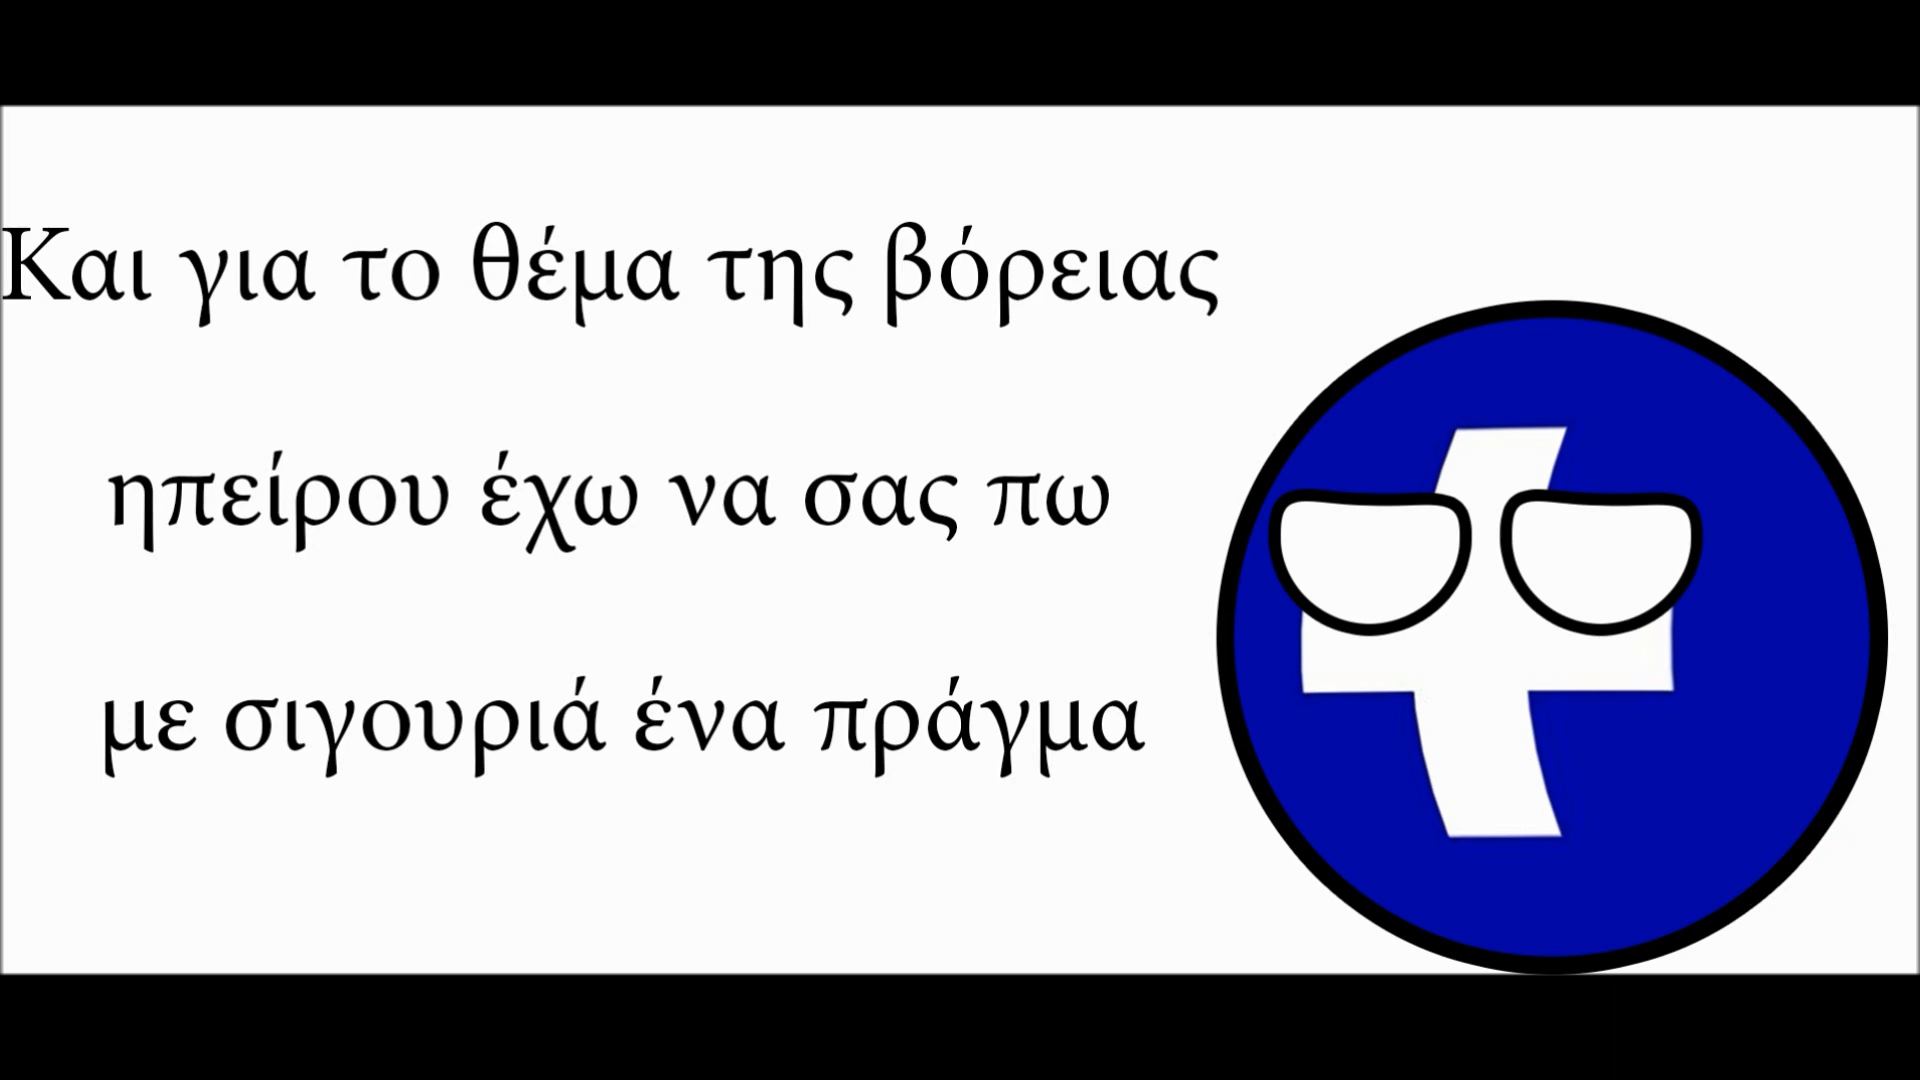 Και για το θέμα της βόρειας
ηπείρου έχω να σας πω
με σιγουριά ένα πράγμα